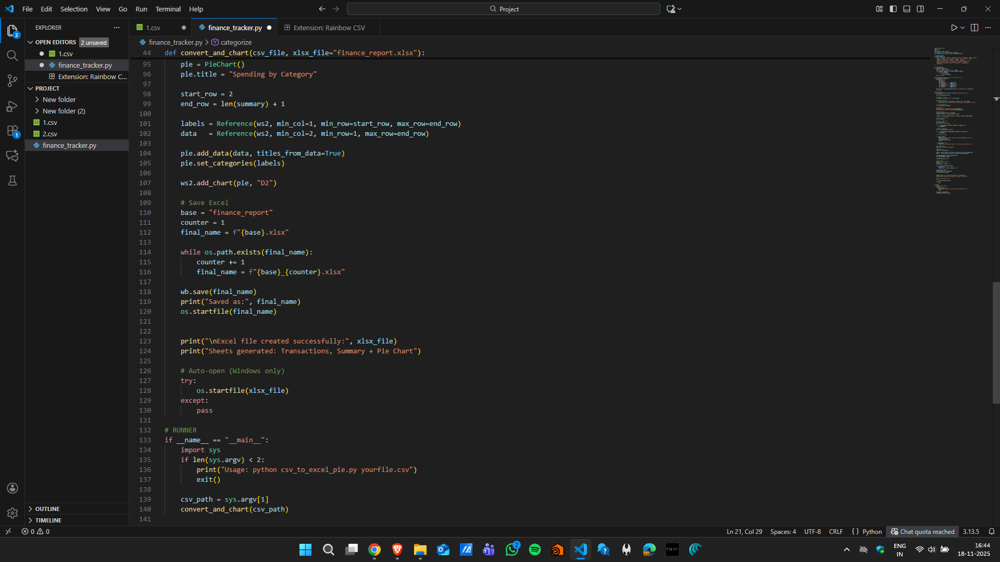 File Edit Selection View Go Run Terminal Help
Project
EXPLORER
OPEN EDITORS 2 unsaved
1.csv
finance_tracker.py
Extension: Rainbow C...
PROJECT
New folder
New folder (2)
1.csv
2.csv
finance_tracker.py
OUTLINE
TIMELINE
2
1
1.csv
finance_tracker.py
Extension: Rainbow CSV
finance_tracker.py > categorize
44 def convert_and_chart(csv_file, xlsx_file="finance_report.xlsx"):
95 pie = PieChart()
96 pie.title = "Spending by Category"
97
98 start_row = 2
99 end_row = len(summary) + 1
100
101 labels = Reference(ws2, min_col=1, min_row=start_row, max_row=end_row)
102 data   = Reference(ws2, min_col=2, min_row=1, max_row=end_row)
103
104 pie.add_data(data, titles_from_data=True)
105 pie.set_categories(labels)
106
107 ws2.add_chart(pie, "D2")
108
109 # Save Excel
110 base = "finance_report"
111 counter = 1
112 final_name = f"{base}.xlsx"
113
114 while os.path.exists(final_name):
115 counter += 1
116 final_name = f"{base}_{counter}.xlsx"
117
118 wb.save(final_name)
119 print("Saved as:", final_name)
120 os.startfile(final_name)
121
122
123 print("\nExcel file created successfully:", xlsx_file)
124 print("Sheets generated: Transactions, Summary + Pie Chart")
125
126 # Auto-open (Windows only)
127 try:
128 os.startfile(xlsx_file)
129 except:
130 pass
131
132 # RUNNER
133 if __name__ == "__main__":
134 import sys
135 if len(sys.argv) < 2:
136 print("Usage: python csv_to_excel_pie.py yourfile.csv")
137 exit()
138
139 csv_path = sys.argv[1]
140 convert_and_chart(csv_path)
141
0 0
Ln 21, Col 29 Spaces: 4 UTF-8 CRLF { } Python Chat quota reached 3.13.5
2
ENG
IN
16:44
18-11-2025